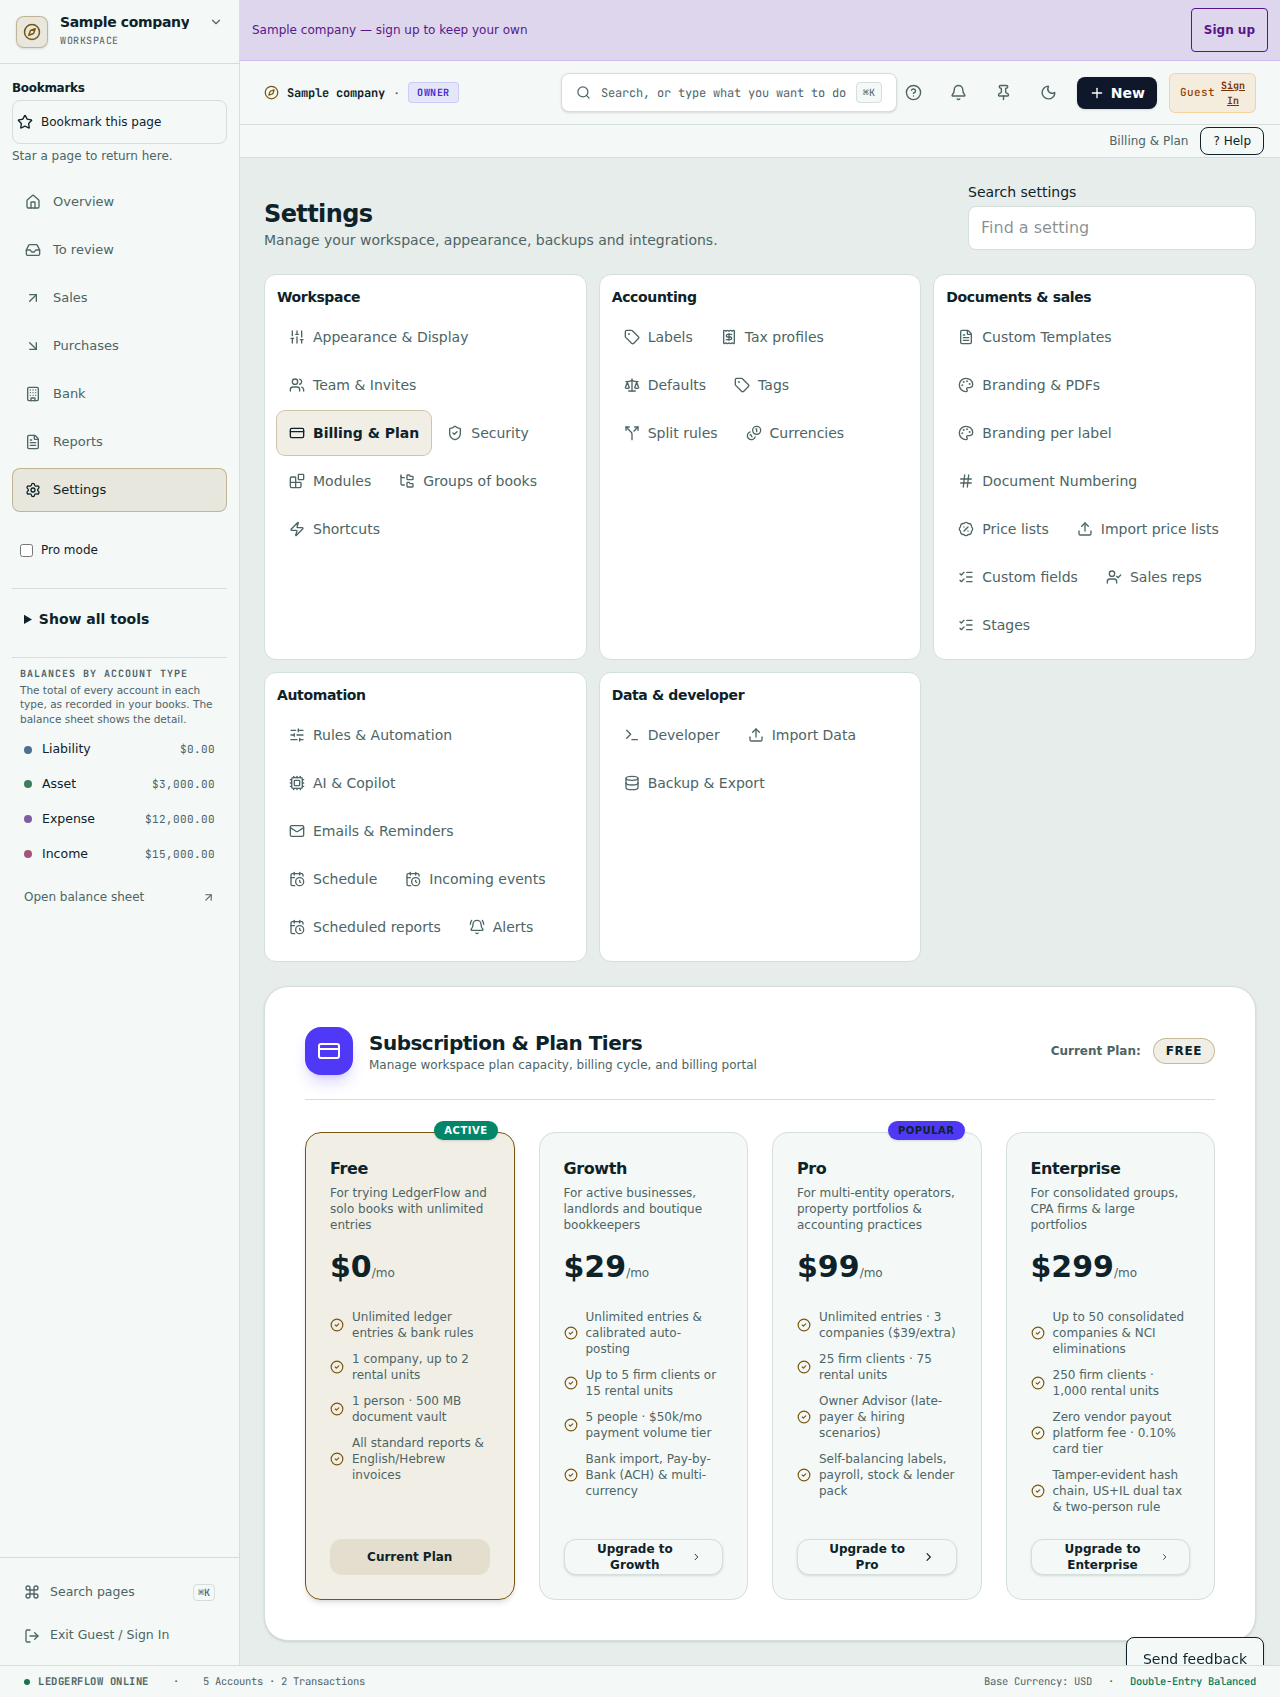 Sample company
WORKSPACE
Bookmarks
Bookmark this page
Star a page to return here.
Overview
To review
Sales
Purchases
Bank
Reports
Settings
Pro mode
Show all tools
BALANCES BY ACCOUNT TYPE
The total of every account in each
type, as recorded in your books. The
balance sheet shows the detail.
Liability $0.00
Asset $3,000.00
Expense $12,000.00
Income $15,000.00
Open balance sheet
Search pages ⌘K
Exit Guest / Sign In
Sample company — sign up to keep your own
Sign up
Sample company · OWNER
Search, or type what you want to do ⌘K
New
Guest Sign
In
Billing & Plan
? Help
Settings
Manage your workspace, appearance, backups and integrations.
Search settings
Find a setting
Workspace
Appearance & Display
Team & Invites
Billing & Plan Security
Modules Groups of books
Shortcuts
Accounting
Labels Tax profiles
Defaults Tags
Split rules Currencies
Documents & sales
Custom Templates
Branding & PDFs
Branding per label
Document Numbering
Price lists Import price lists
Custom fields Sales reps
Stages
Automation
Rules & Automation
AI & Copilot
Emails & Reminders
Schedule Incoming events
Scheduled reports Alerts
Data & developer
Developer Import Data
Backup & Export
Subscription & Plan Tiers
Manage workspace plan capacity, billing cycle, and billing portal
Current Plan: FREE
ACTIVE
Free
For trying LedgerFlow and
solo books with unlimited
entries
$0/mo
Unlimited ledger
entries & bank rules
1 company, up to 2
rental units
1 person · 500 MB
document vault
All standard reports &
English/Hebrew
invoices
Current Plan
Growth
For active businesses,
landlords and boutique
bookkeepers
$29/mo
Unlimited entries &
calibrated auto-
posting
Up to 5 firm clients or
15 rental units
5 people · $50k/mo
payment volume tier
Bank import, Pay-by-
Bank (ACH) & multi-
currency
Upgrade to
Growth
POPULAR
Pro
For multi-entity operators,
property portfolios &
accounting practices
$99/mo
Unlimited entries · 3
companies ($39/extra)
25 firm clients · 75
rental units
Owner Advisor (late-
payer & hiring
scenarios)
Self-balancing labels,
payroll, stock & lender
pack
Upgrade to
Pro
Enterprise
For consolidated groups,
CPA firms & large
portfolios
$299/mo
Up to 50 consolidated
companies & NCI
eliminations
250 firm clients ·
1,000 rental units
Zero vendor payout
platform fee · 0.10%
card tier
Tamper-evident hash
chain, US+IL dual tax
& two-person rule
Upgrade to
Enterprise
Send feedback
LEDGERFLOW ONLINE · 5 Accounts · 2 Transactions
Base Currency: USD · Double-Entry Balanced